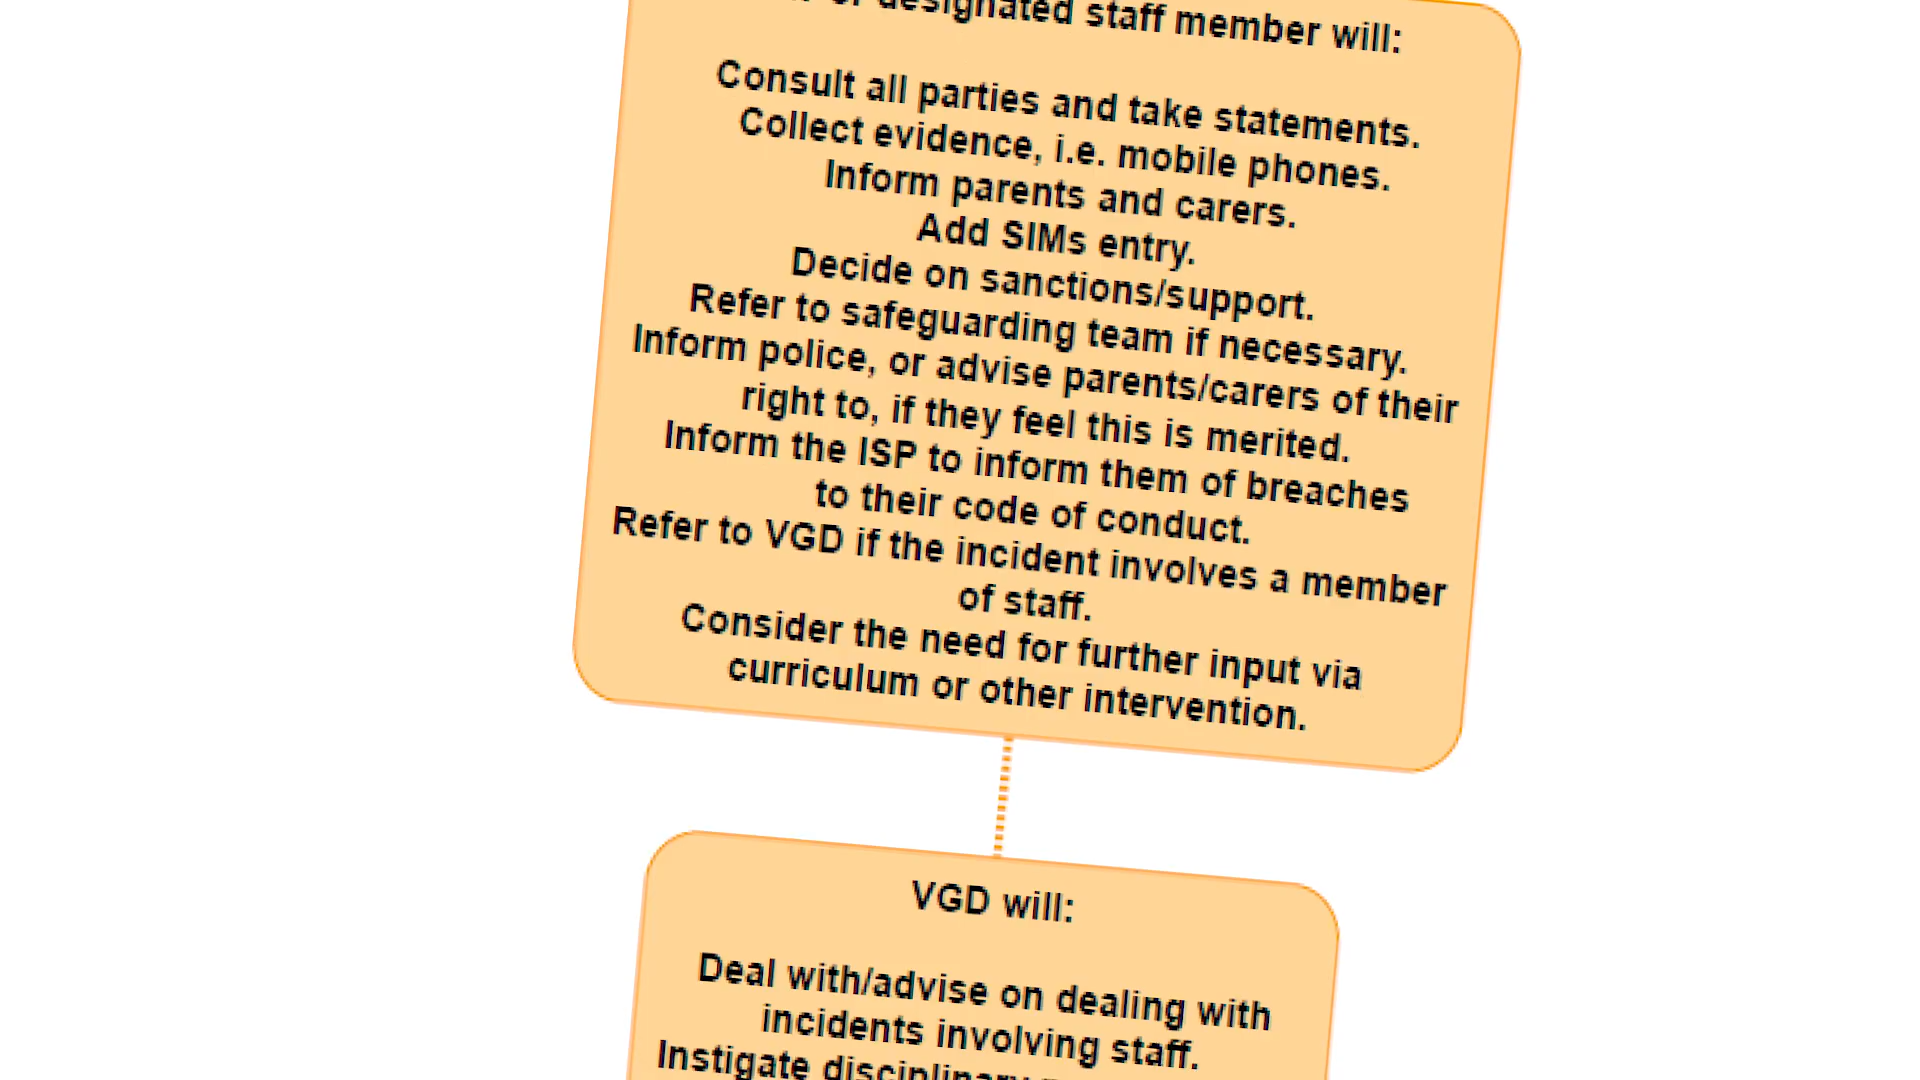 designated staff member will:
Consult all parties and take statements.
Collect evidence, i.e. mobile phones.
Inform parents and carers.
Add SIMs entry.
Decide on sanctions/support.
Refer to safeguarding team if necessary.
Inform police, or advise parents/carers of their
right to, if they feel this is merited.
Inform the ISP to inform them of breaches
to their code of conduct.
Refer to VGD if the incident involves a member
of staff.
Consider the need for further input via
curriculum or other intervention.
VGD will:
Deal with/advise on dealing with
incidents involving staff.
Instigate disciplinary